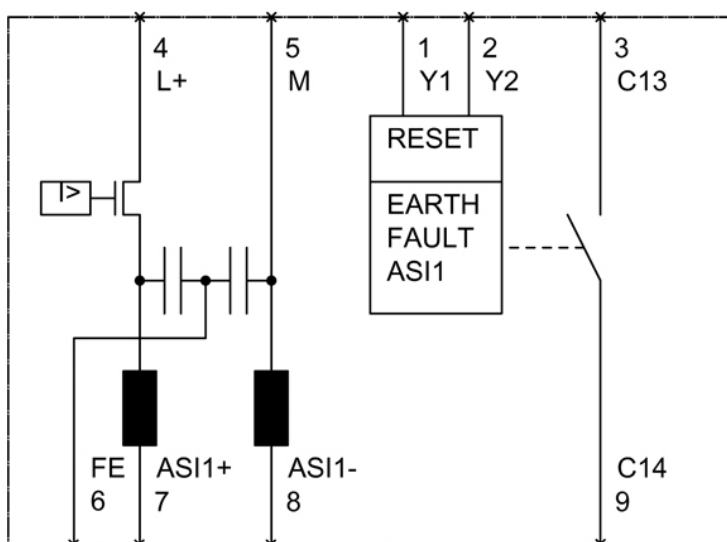 4 5 1 2 3
L+ M Y1 Y2 C13
RESET
I>
EARTH
FAULT
ASI1
FE ASI1+ ASI1- C14
6 7 8 9